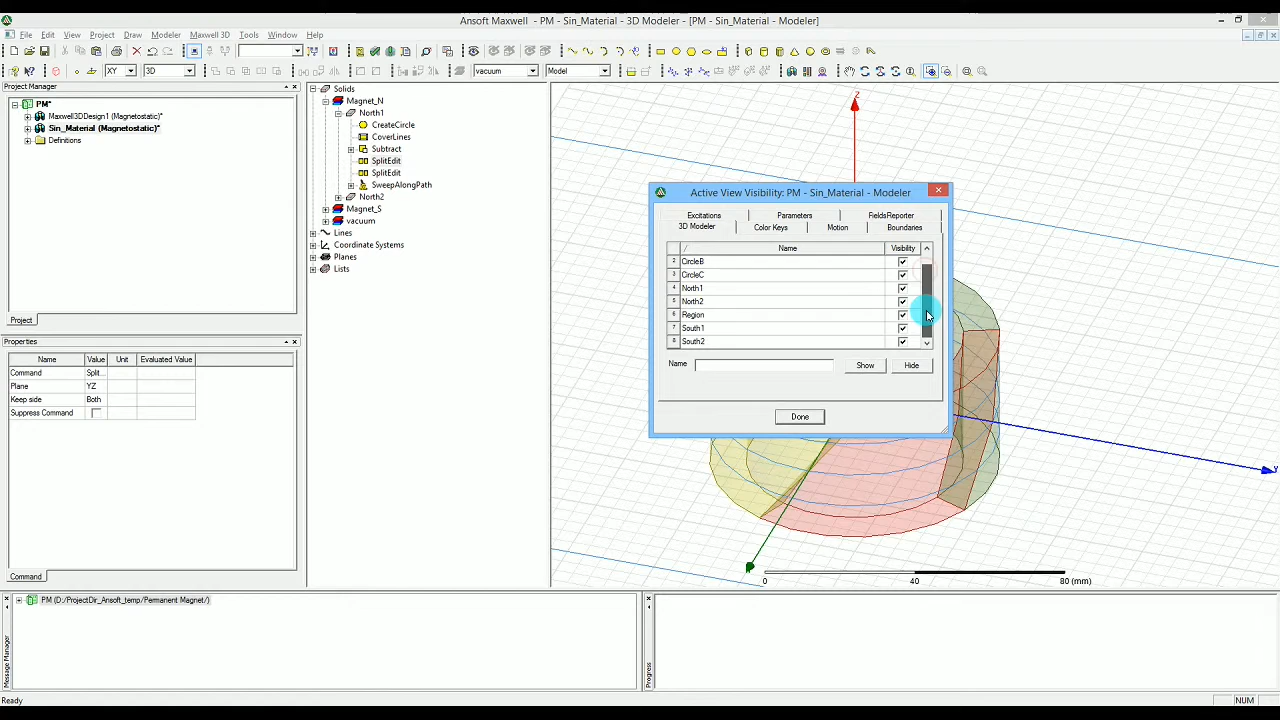 Ansoft Maxwell - PM - Sin_Material - 3D Modeler - [PM - Sin_Material - Modeler]
File Edit View Project Draw Modeler Maxwell 3D Tools Window Help
XY 3D vacuum Model
Project Manager
PM*
Maxwell3DDesign1 (Magnetostatic)*
Sin_Material (Magnetostatic)*
Definitions
Project
Properties
Name Value Unit Evaluated Value
Command Split...
Plane YZ
Keep side Both
Suppress Command
Command
Solids
Magnet_N
North1
CreateCircle
CoverLines
Subtract
SplitEdit
SplitEdit
SweepAlongPath
North2
Magnet_S
vacuum
Lines
Coordinate Systems
Planes
Lists
Z
Active View Visibility: PM - Sin_Material - Modeler
Excitations Parameters FieldsReporter
3D Modeler Color Keys Motion Boundaries
/ Name Visibility
2 CircleB
3 CircleC
4 North1
5 North2
6 Region
7 South1
8 South2
Name Show Hide
Done
0 40 80 (mm)
Message Manager
PM (D:/ProjectDir_Ansoft_temp/Permanent Magnet/)
Progress
Ready
NUM